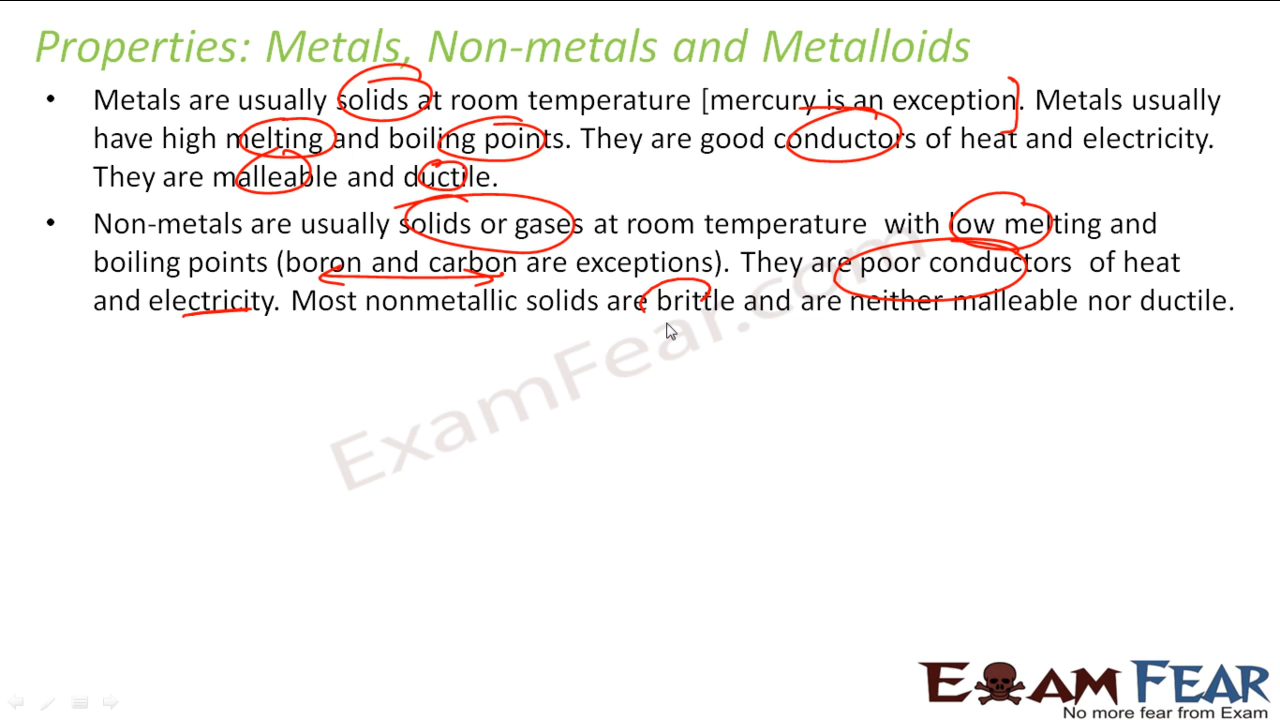 Properties: Metals, Non-metals and Metalloids
• Metals are usually solids at room temperature [mercury is an exception]. Metals usually
have high melting and boiling points. They are good conductors of heat and electricity.
They are malleable and ductile.
• Non-metals are usually solids or gases at room temperature with low melting and
boiling points (boron and carbon are exceptions). They are poor conductors of heat
and electricity. Most nonmetallic solids are brittle and are neither malleable nor ductile.
ExamFear.com
EXAM FEAR
No more fear from Exam